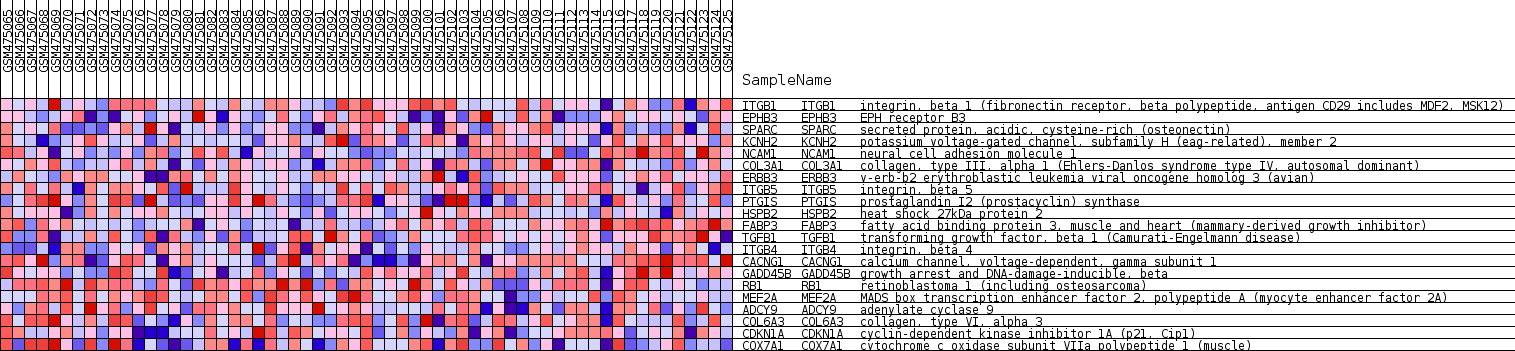 GSM475065 GSM475066 GSM475067 GSM475068 GSM475069 GSM475070 GSM475071 GSM475072 GSM475073 GSM475074 GSM475075 GSM475076 GSM475077 GSM475078 GSM475079 GSM475080 GSM475081 GSM475082 GSM475083 GSM475084 GSM475085 GSM475086 GSM475087 GSM475088 GSM475089 GSM475090 GSM475091 GSM475092 GSM475093 GSM475094 GSM475095 GSM475096 GSM475097 GSM475098 GSM475099 GSM475100 GSM475101 GSM475102 GSM475103 GSM475104 GSM475105 GSM475106 GSM475107 GSM475108 GSM475109 GSM475110 GSM475111 GSM475112 GSM475113 GSM475114 GSM475115 GSM475116 GSM475117 GSM475118 GSM475119 GSM475120 GSM475121 GSM475122 GSM475123 GSM475124 GSM475125
SampleName
ITGB1 ITGB1 integrin, beta 1 (fibronectin receptor, beta polypeptide, antigen CD29 includes MDF2, MSK12)
EPHB3 EPHB3 EPH receptor B3
SPARC SPARC secreted protein, acidic, cysteine-rich (osteonectin)
KCNH2 KCNH2 potassium voltage-gated channel, subfamily H (eag-related), member 2
NCAM1 NCAM1 neural cell adhesion molecule 1
COL3A1 COL3A1 collagen, type III, alpha 1 (Ehlers-Danlos syndrome type IV, autosomal dominant)
ERBB3 ERBB3 v-erb-b2 erythroblastic leukemia viral oncogene homolog 3 (avian)
ITGB5 ITGB5 integrin, beta 5
PTGIS PTGIS prostaglandin I2 (prostacyclin) synthase
HSPB2 HSPB2 heat shock 27kDa protein 2
FABP3 FABP3 fatty acid binding protein 3, muscle and heart (mammary-derived growth inhibitor)
TGFB1 TGFB1 transforming growth factor, beta 1 (Camurati-Engelmann disease)
ITGB4 ITGB4 integrin, beta 4
CACNG1 CACNG1 calcium channel, voltage-dependent, gamma subunit 1
GADD45B GADD45B growth arrest and DNA-damage-inducible, beta
RB1 RB1 retinoblastoma 1 (including osteosarcoma)
MEF2A MEF2A MADS box transcription enhancer factor 2, polypeptide A (myocyte enhancer factor 2A)
ADCY9 ADCY9 adenylate cyclase 9
COL6A3 COL6A3 collagen, type VI, alpha 3
CDKN1A CDKN1A cyclin-dependent kinase inhibitor 1A (p21, Cip1)
COX7A1 COX7A1 cytochrome c oxidase subunit VIIa polypeptide 1 (muscle)